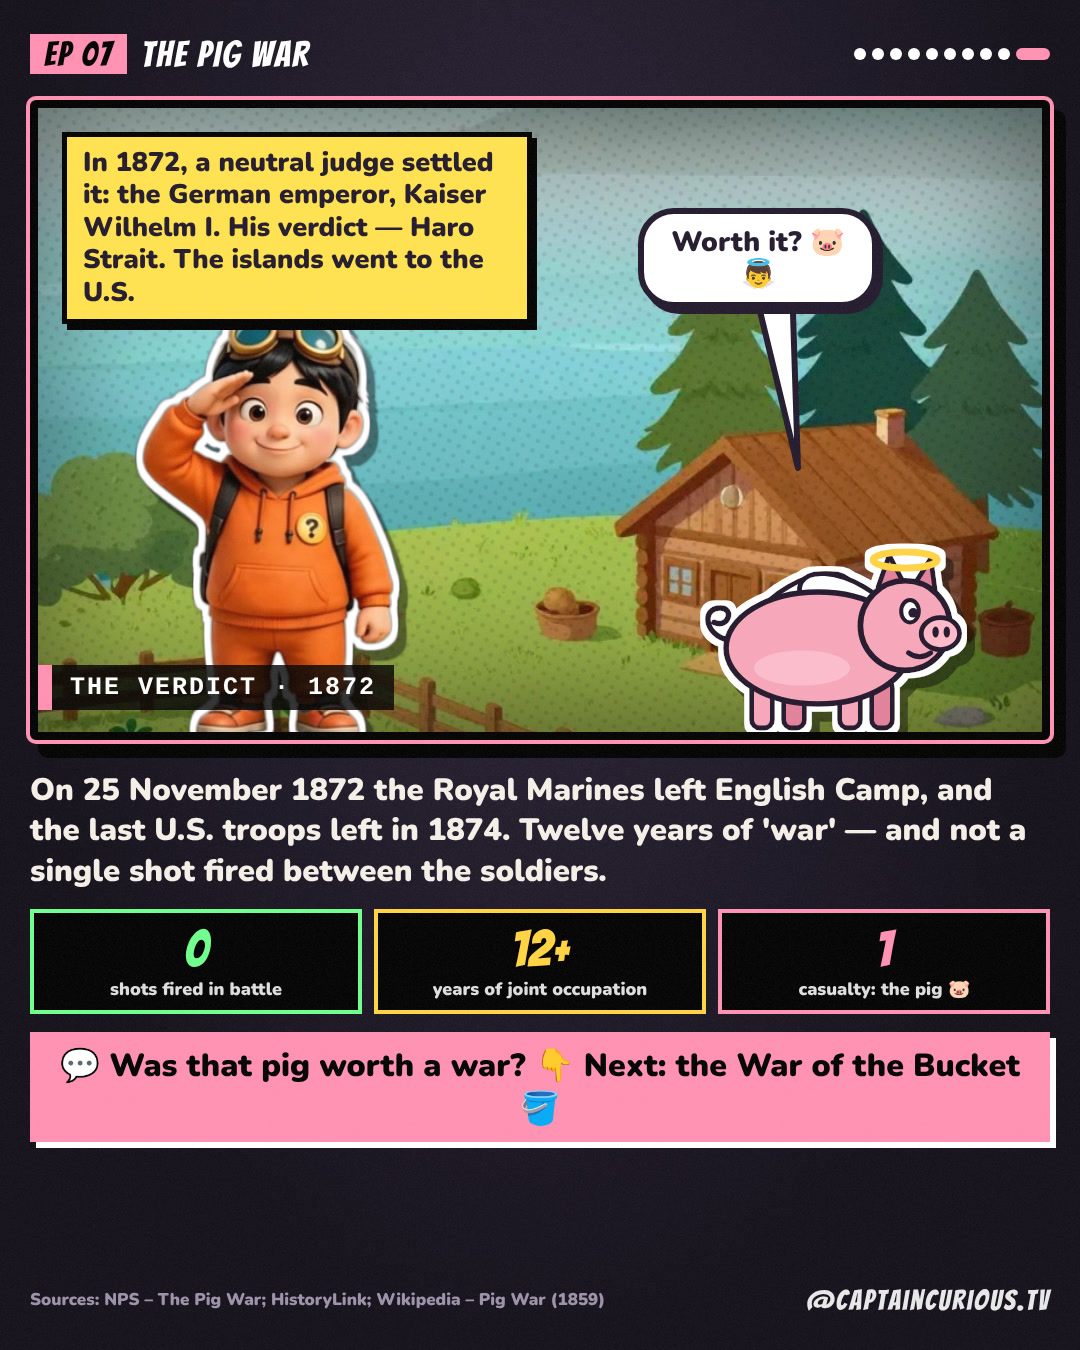 EP 07 THE PIG WAR
In 1872, a neutral judge settled
it: the German emperor, Kaiser
Wilhelm I. His verdict — Haro
Strait. The islands went to the
U.S.
Worth it? 🐷
👼
?
THE VERDICT · 1872
On 25 November 1872 the Royal Marines left English Camp, and
the last U.S. troops left in 1874. Twelve years of 'war' — and not a
single shot fired between the soldiers.
0
shots fired in battle
12+
years of joint occupation
1
casualty: the pig 🐷
💬 Was that pig worth a war? 👇 Next: the War of the Bucket
🪣
Sources: NPS – The Pig War; HistoryLink; Wikipedia – Pig War (1859)
@CAPTAINCURIOUS.TV